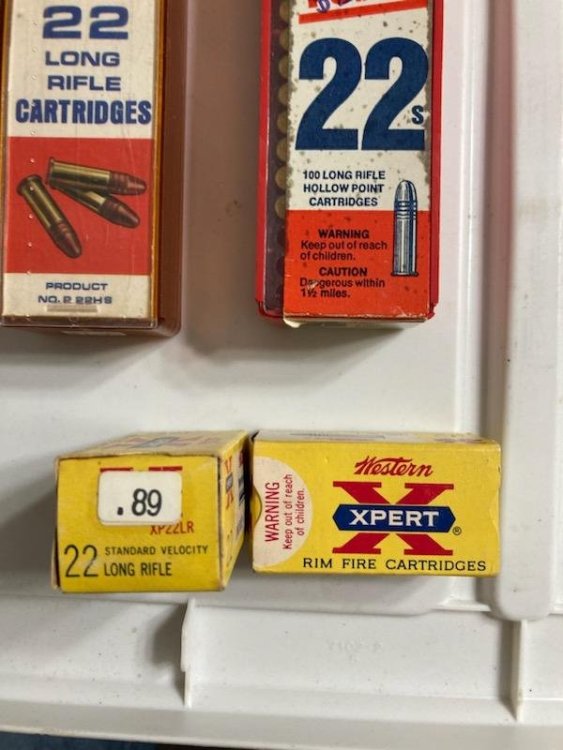 22
LONG
RIFLE
CARTRIDGES
PRODUCT
NO. P 22HS
22s
100 LONG RIFLE
HOLLOW POINT
CARTRIDGES
WARNING
Keep out of reach
of children.
CAUTION
Dangerous within
1½ miles.
.89
XP22LR
22 STANDARD VELOCITY
LONG RIFLE
WARNING
Keep out of reach
of children.
Western
X
XPERT®
RIM FIRE CARTRIDGES